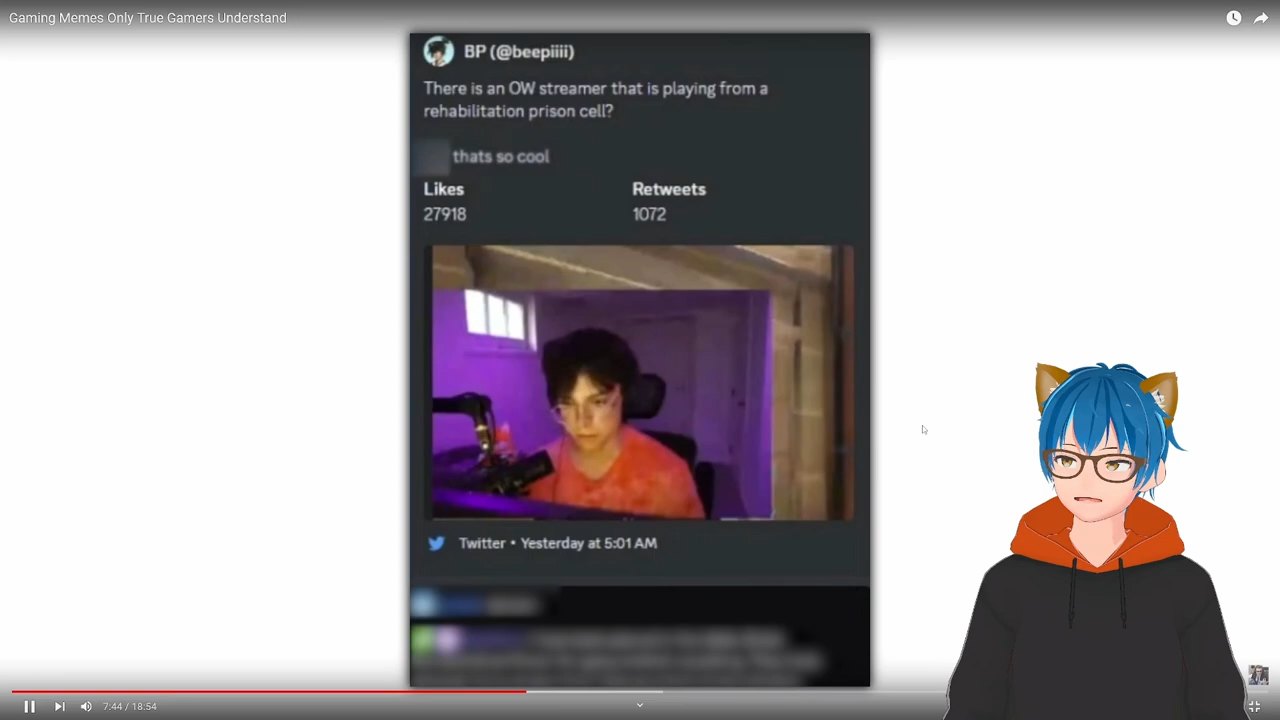 Gaming Memes Only True Gamers Understand
BP (@beepiiii)
There is an OW streamer that is playing from a
rehabilitation prison cell?
thats so cool
Likes
Retweets
27918
1072
Twitter • Yesterday at 5:01 AM
7:44 / 18:54